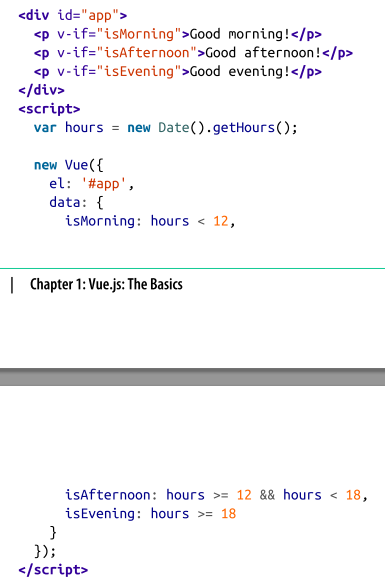 <div id="app">
  <p v-if="isMorning">Good morning!</p>
  <p v-if="isAfternoon">Good afternoon!</p>
  <p v-if="isEvening">Good evening!</p>
</div>
<script>
  var hours = new Date().getHours();

  new Vue({
    el: '#app',
    data: {
      isMorning: hours < 12,
| Chapter 1: Vue.js: The Basics
      isAfternoon: hours >= 12 && hours < 18,
      isEvening: hours >= 18
    }
  });
</script>